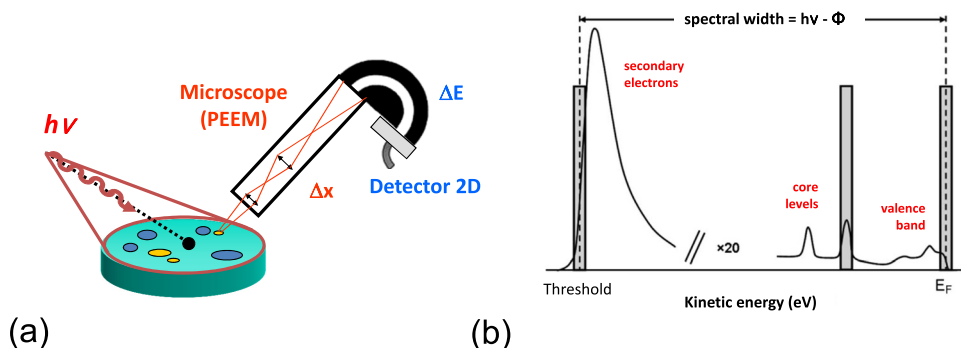 hν
Microscope
(PEEM)
ΔE
Δx
Detector 2D
(a)
spectral width = hν - Φ
secondary
electrons
core
levels
valence
band
×20
Threshold
E_F
Kinetic energy (eV)
(b)